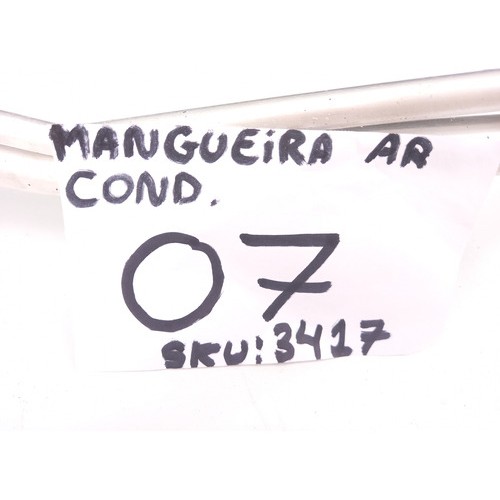 MANGUEiRA AR
COND.
07
SKU: 3417